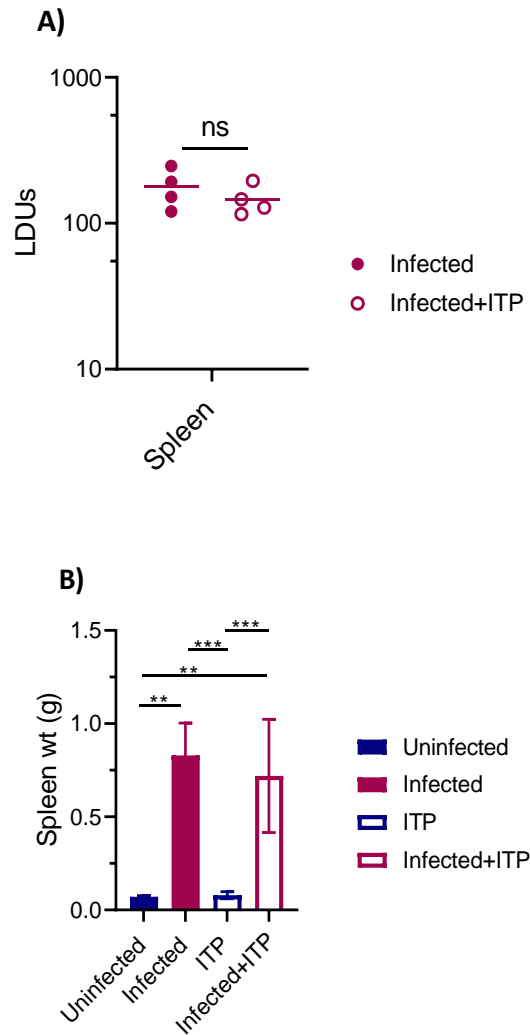 A)
1000
ns
100
LDUs
Infected
Infected+ITP
10
Spleen
B)
1.5
***
***
**
**
1.0
Spleen wt (g)
Uninfected
Infected
0.5
ITP
Infected+ITP
0.0
Uninfected
Infected
ITP
Infected+ITP